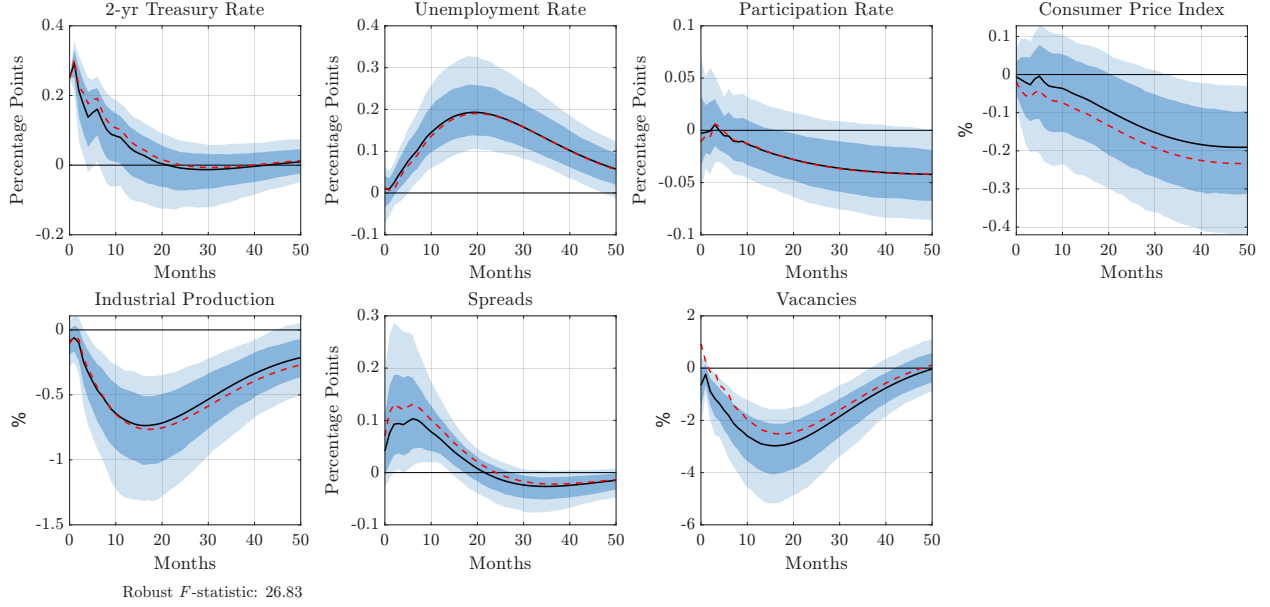 2-yr Treasury Rate
Percentage Points
0.4
0.2
0
-0.2
0 10 20 30 40 50
Months
Unemployment Rate
Percentage Points
0.4
0.3
0.2
0.1
0
-0.1
0 10 20 30 40 50
Months
Participation Rate
Percentage Points
0.1
0.05
0
-0.05
-0.1
0 10 20 30 40 50
Months
Consumer Price Index
%
0.1
0
-0.1
-0.2
-0.3
-0.4
0 10 20 30 40 50
Months
Industrial Production
%
0
-0.5
-1
-1.5
0 10 20 30 40 50
Months
Spreads
Percentage Points
0.3
0.2
0.1
0
-0.1
0 10 20 30 40 50
Months
Vacancies
%
2
0
-2
-4
-6
0 10 20 30 40 50
Months
Robust F-statistic: 26.83